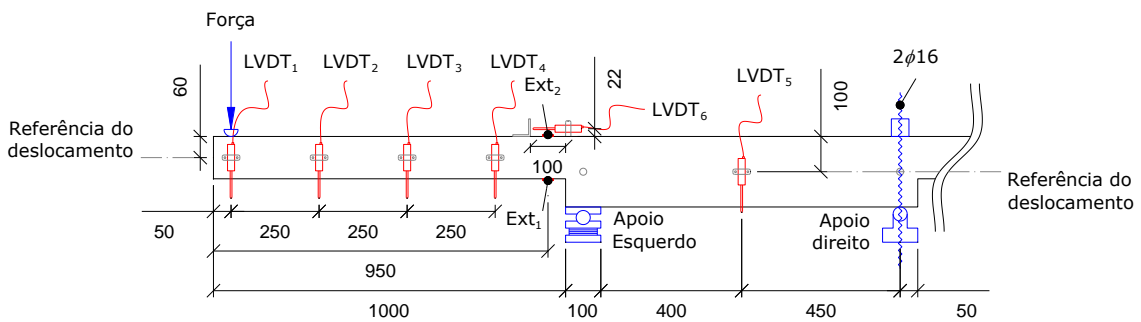 Força
LVDT1
LVDT2
LVDT3
LVDT4
Ext2
22
LVDT6
LVDT5
2ϕ16
60
100
Referência do
deslocamento
100
Ext1
Referência do
deslocamento
Apoio
Esquerdo
Apoio
direito
50
250
250
250
950
1000
100
400
450
50